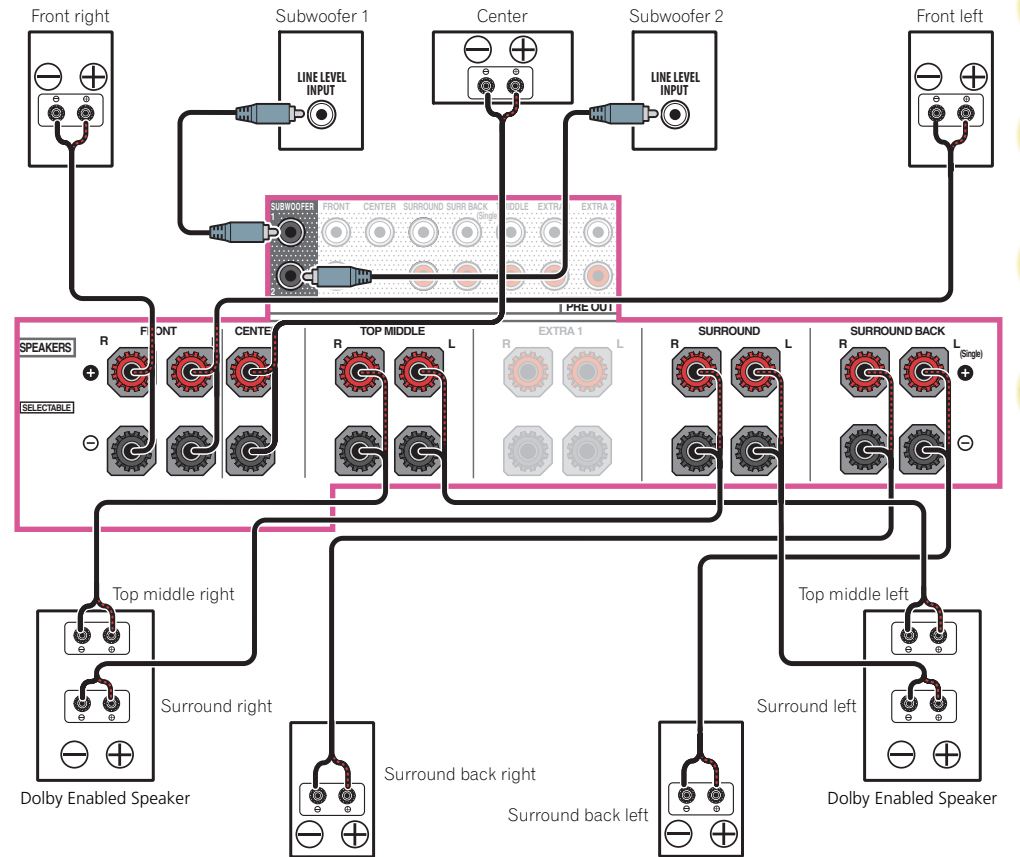 Front right
Subwoofer 1
Center
Subwoofer 2
Front left
LINE LEVEL
INPUT
LINE LEVEL
INPUT
SUBWOOFER
FRONT
CENTER
SURROUND
SURR BACK
(Single)
EXTRA 2
1
2
PRE OUT
SPEAKERS
SELECTABLE
R
TOP MIDDLE
R
L
EXTRA 1
R
L
SURROUND
R
L
SURROUND BACK
R
L
(Single)
Top middle right
Top middle left
Surround right
Surround left
Dolby Enabled Speaker
Dolby Enabled Speaker
Surround back right
Surround back left